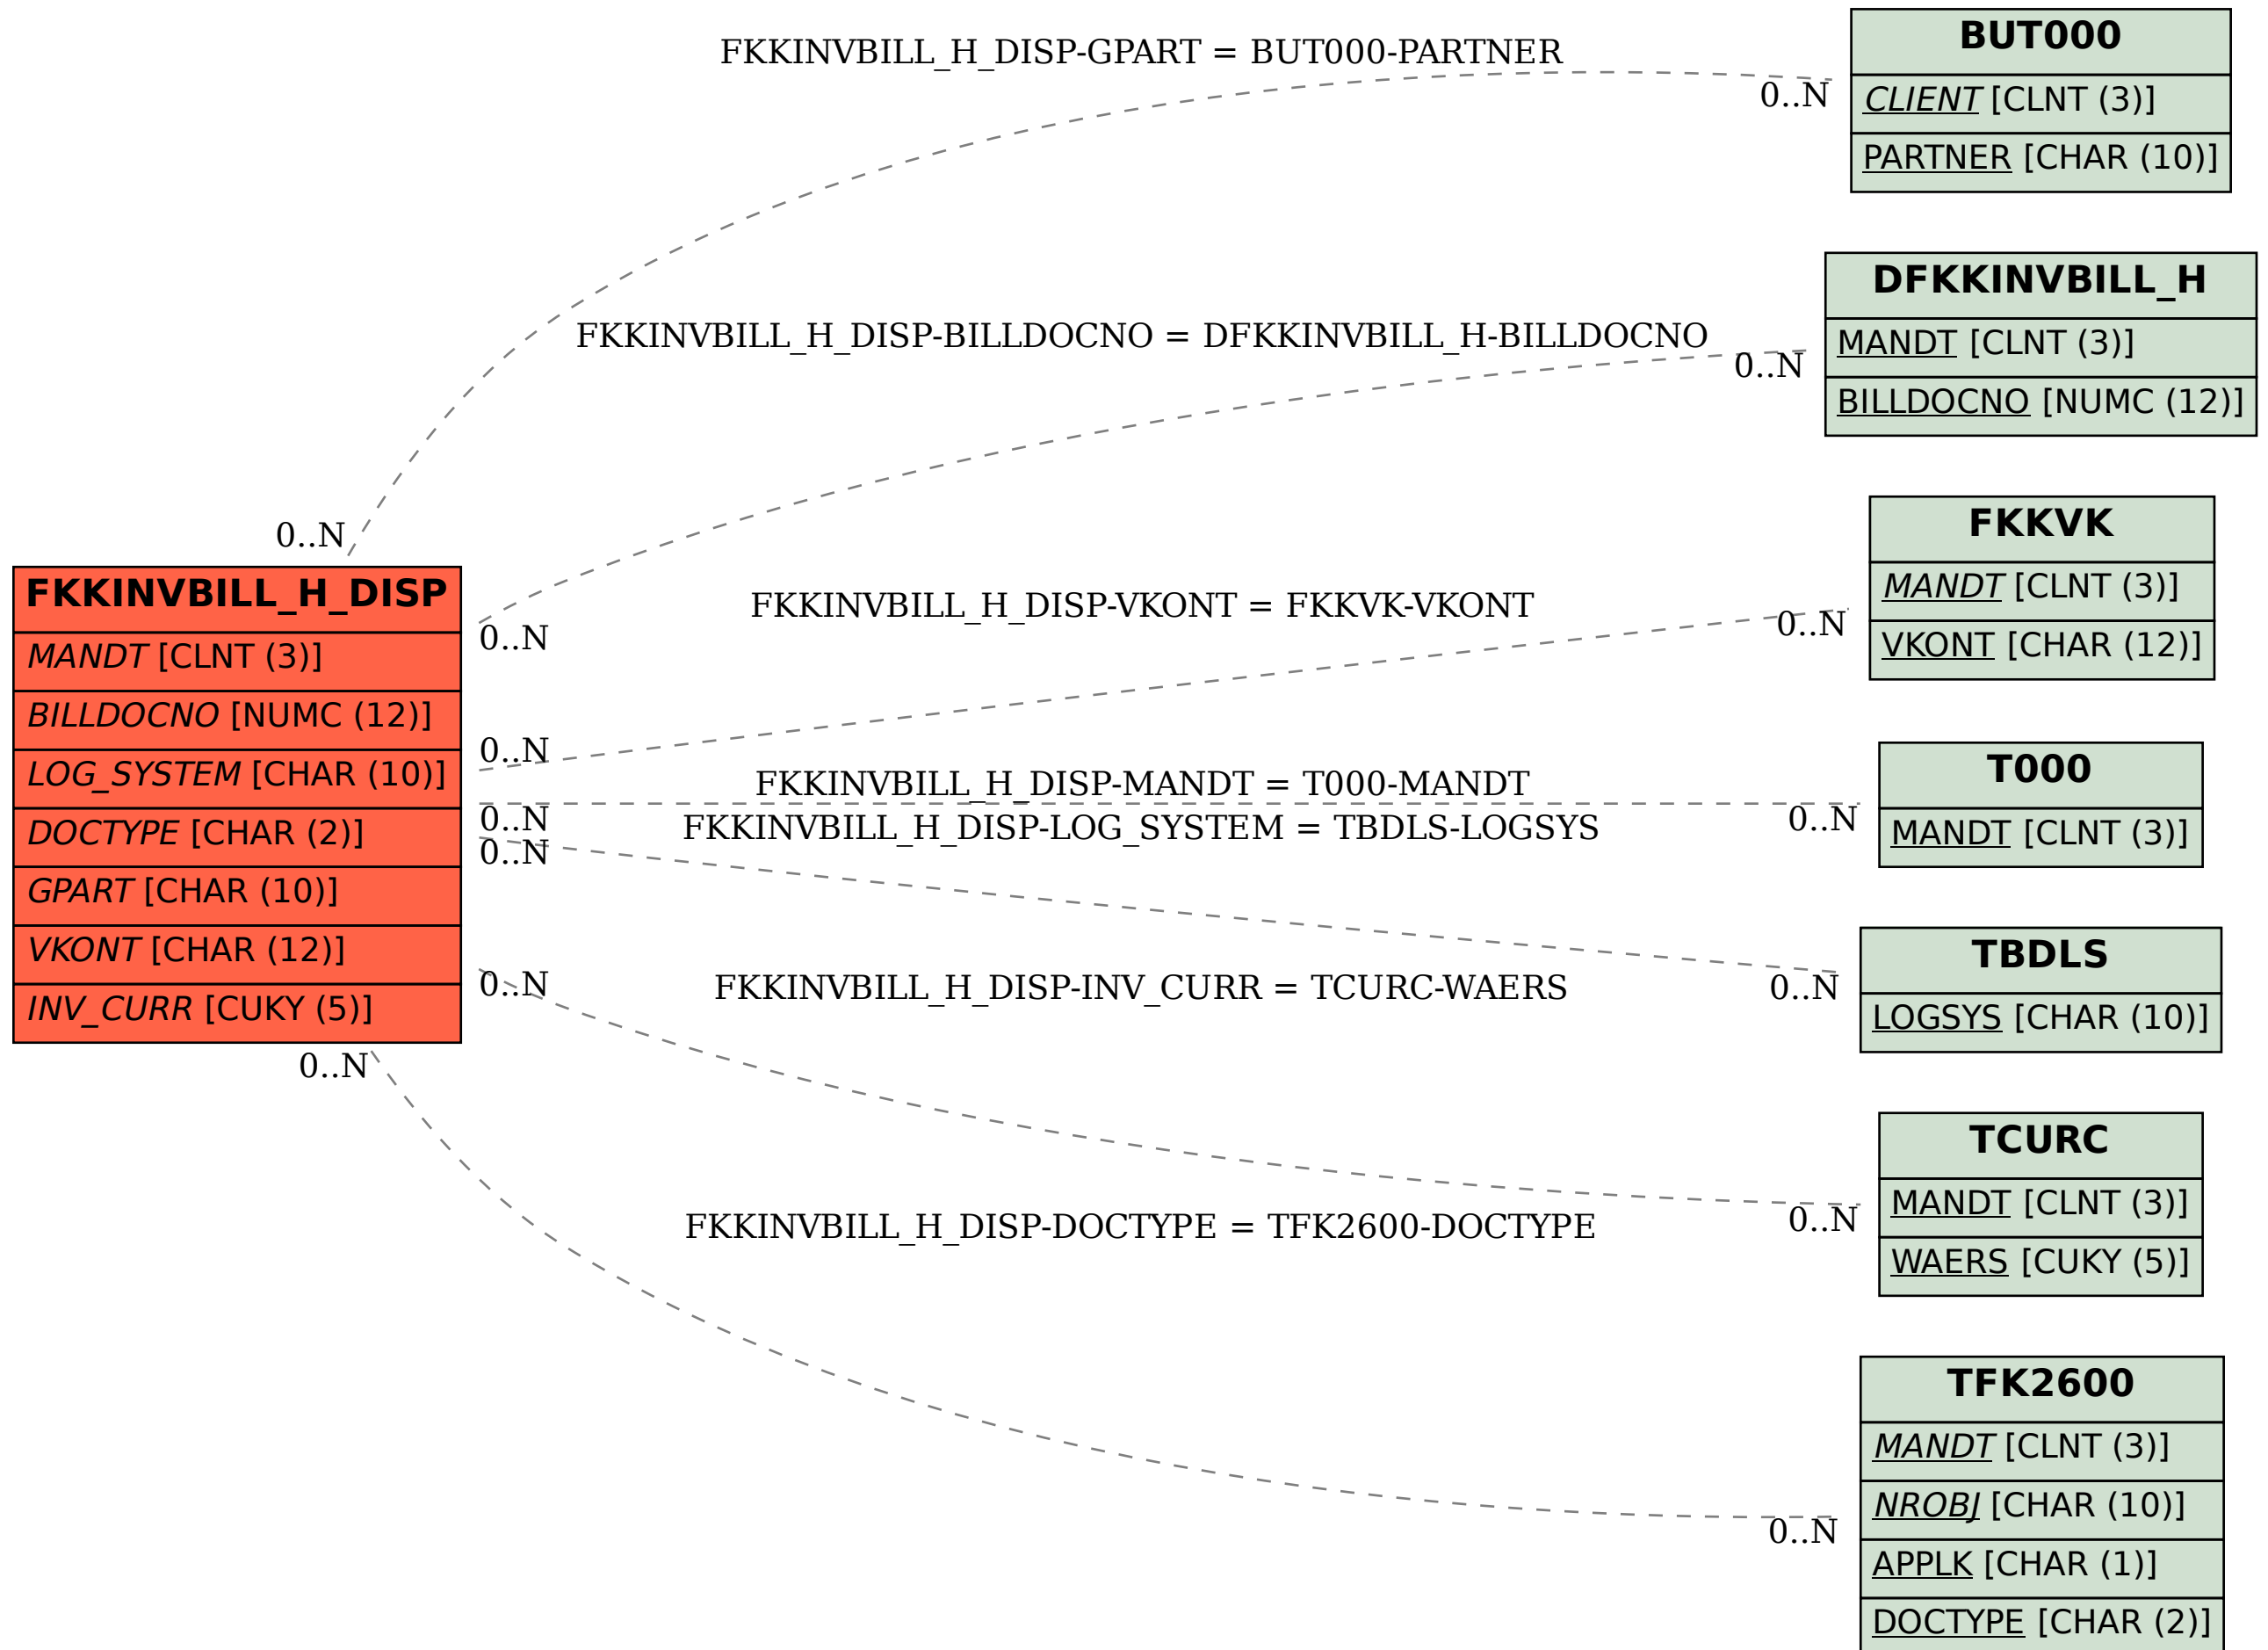 FKKINVBILL_H_DISP-GPART = BUT000-PARTNER
0..N
0..N
BUT000
CLIENT [CLNT (3)]
PARTNER [CHAR (10)]
FKKINVBILL_H_DISP-BILLDOCNO = DFKKINVBILL_H-BILLDOCNO
0..N
0..N
DFKKINVBILL_H
MANDT [CLNT (3)]
BILLDOCNO [NUMC (12)]
FKKINVBILL_H_DISP
MANDT [CLNT (3)]
BILLDOCNO [NUMC (12)]
LOG_SYSTEM [CHAR (10)]
DOCTYPE [CHAR (2)]
GPART [CHAR (10)]
VKONT [CHAR (12)]
INV_CURR [CUKY (5)]
FKKINVBILL_H_DISP-VKONT = FKKVK-VKONT
0..N
0..N
FKKVK
MANDT [CLNT (3)]
VKONT [CHAR (12)]
FKKINVBILL_H_DISP-MANDT = T000-MANDT
0..N
0..N
T000
MANDT [CLNT (3)]
FKKINVBILL_H_DISP-LOG_SYSTEM = TBDLS-LOGSYS
0..N
0..N
TBDLS
LOGSYS [CHAR (10)]
FKKINVBILL_H_DISP-INV_CURR = TCURC-WAERS
0..N
0..N
TCURC
MANDT [CLNT (3)]
WAERS [CUKY (5)]
FKKINVBILL_H_DISP-DOCTYPE = TFK2600-DOCTYPE
0..N
0..N
TFK2600
MANDT [CLNT (3)]
NROBJ [CHAR (10)]
APPLK [CHAR (1)]
DOCTYPE [CHAR (2)]